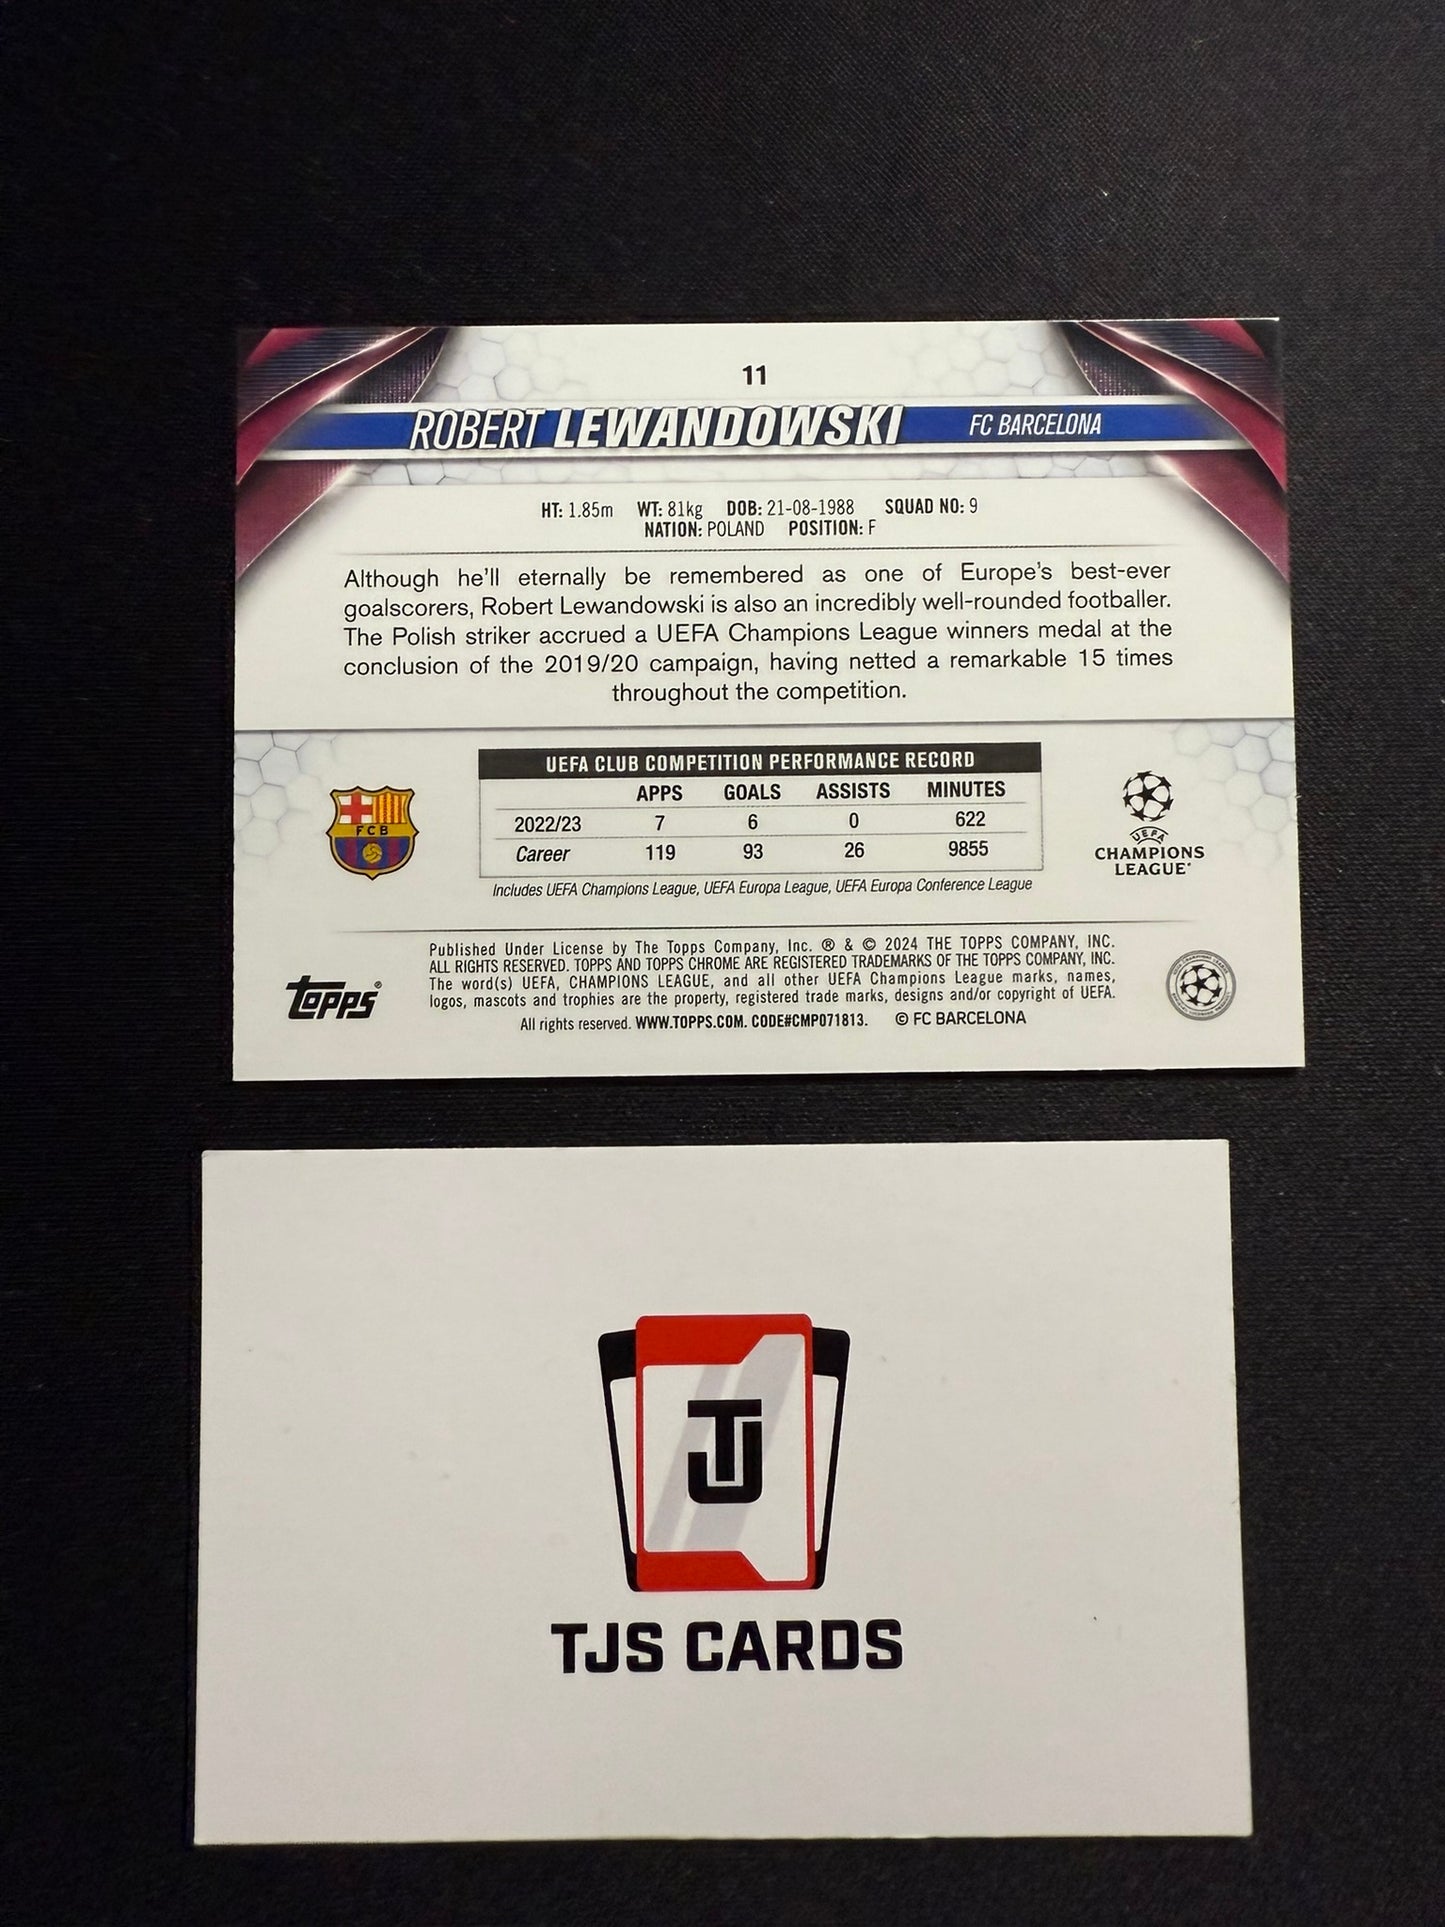 11
ROBERT LEWANDOWSKI FC BARCELONA
HT: 1.85m WT: 81kg DOB: 21-08-1988 SQUAD NO: 9
NATION: POLAND POSITION: F
Although he'll eternally be remembered as one of Europe's best-ever
goalscorers, Robert Lewandowski is also an incredibly well-rounded footballer.
The Polish striker accrued a UEFA Champions League winners medal at the
conclusion of the 2019/20 campaign, having netted a remarkable 15 times
throughout the competition.
UEFA CLUB COMPETITION PERFORMANCE RECORD
APPS GOALS ASSISTS MINUTES
2022/23 7 6 0 622
Career 119 93 26 9855
Includes UEFA Champions League, UEFA Europa League, UEFA Europa Conference League
FCB
UEFA
CHAMPIONS
LEAGUE
Published Under License by The Topps Company, Inc. ® & © 2024 THE TOPPS COMPANY, INC.
ALL RIGHTS RESERVED. TOPPS AND TOPPS CHROME ARE REGISTERED TRADEMARKS OF THE TOPPS COMPANY, INC.
The word(s) UEFA, CHAMPIONS LEAGUE, and all other UEFA Champions League marks, names,
logos, mascots and trophies are the property, registered trade marks, designs and/or copyright of UEFA.
All rights reserved. WWW.TOPPS.COM. CODE#CMP071813. © FC BARCELONA
topps®
TJ
TJS CARDS